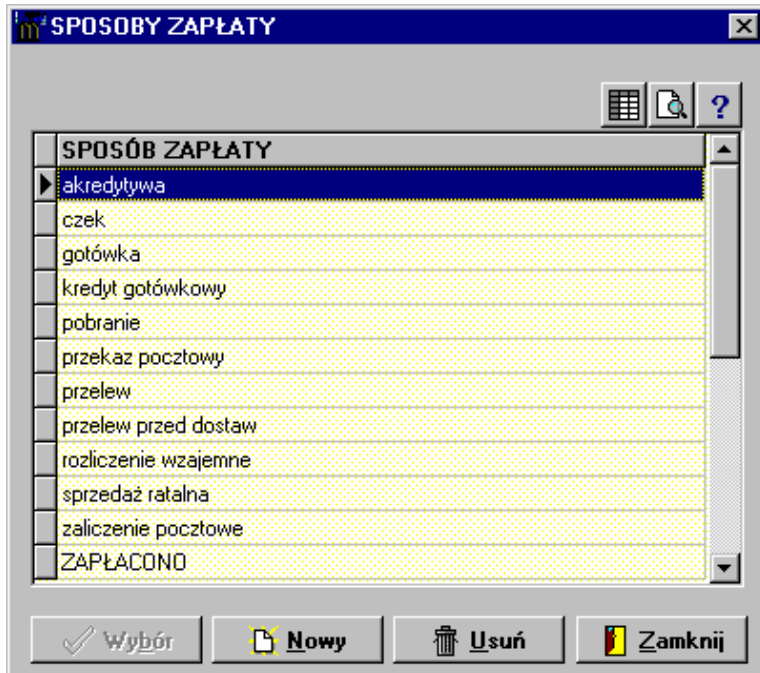 SPOSOBY ZAPŁATY
?
SPOSÓB ZAPŁATY
akredytywa
czek
gotówka
kredyt gotówkowy
pobranie
przekaz pocztowy
przelew
przelew przed dostaw
rozliczenie wzajemne
sprzedaż ratalna
zaliczenie pocztowe
ZAPŁACONO
Wybór Nowy Usuń Zamknij